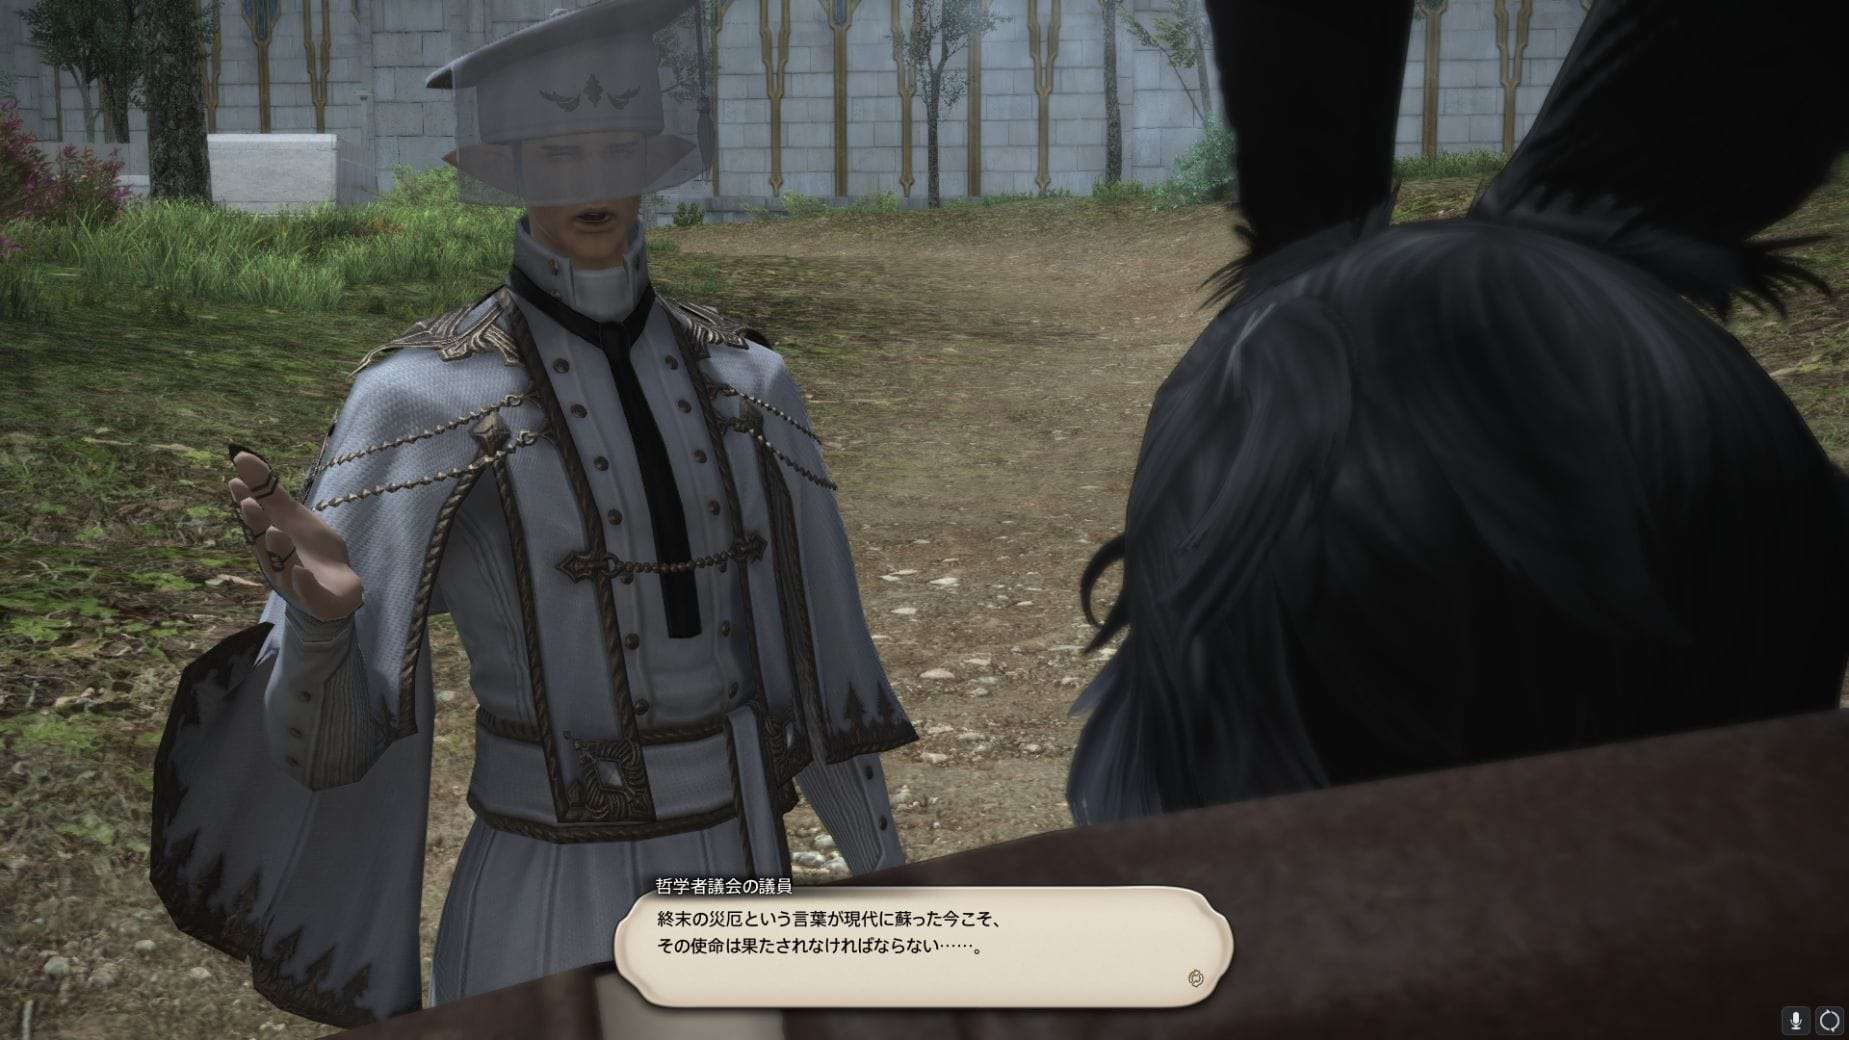 哲学者議会の議員
終末の災厄という言葉が現代に蘇った今こそ、
その使命は果たされなければならない……。